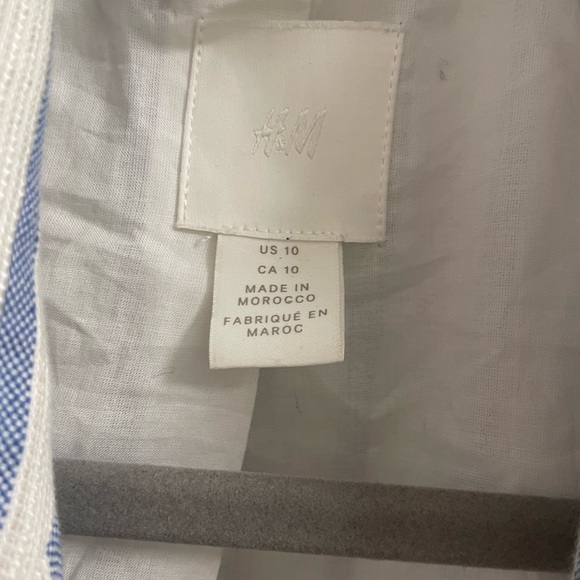 H&M
US 10
CA 10
MADE IN
MOROCCO
FABRIQUÉ EN
MAROC